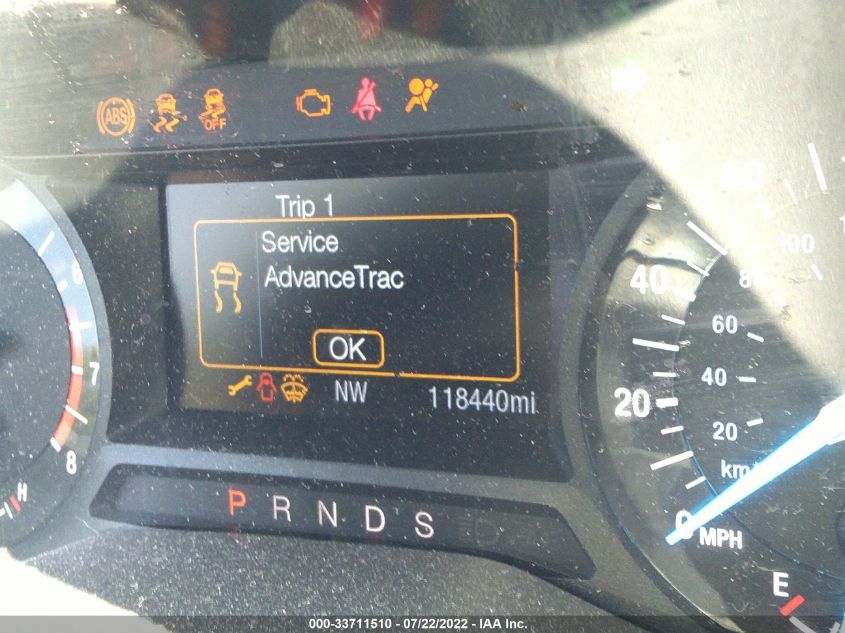 ABS
OFF
Trip 1
Service
AdvanceTrac
OK
NW 118440mi
P R N D S
6
7
8
H
40
20
0 MPH
100
80
60
40
20
km/
E
000-33711510 - 07/22/2022 - IAA Inc.